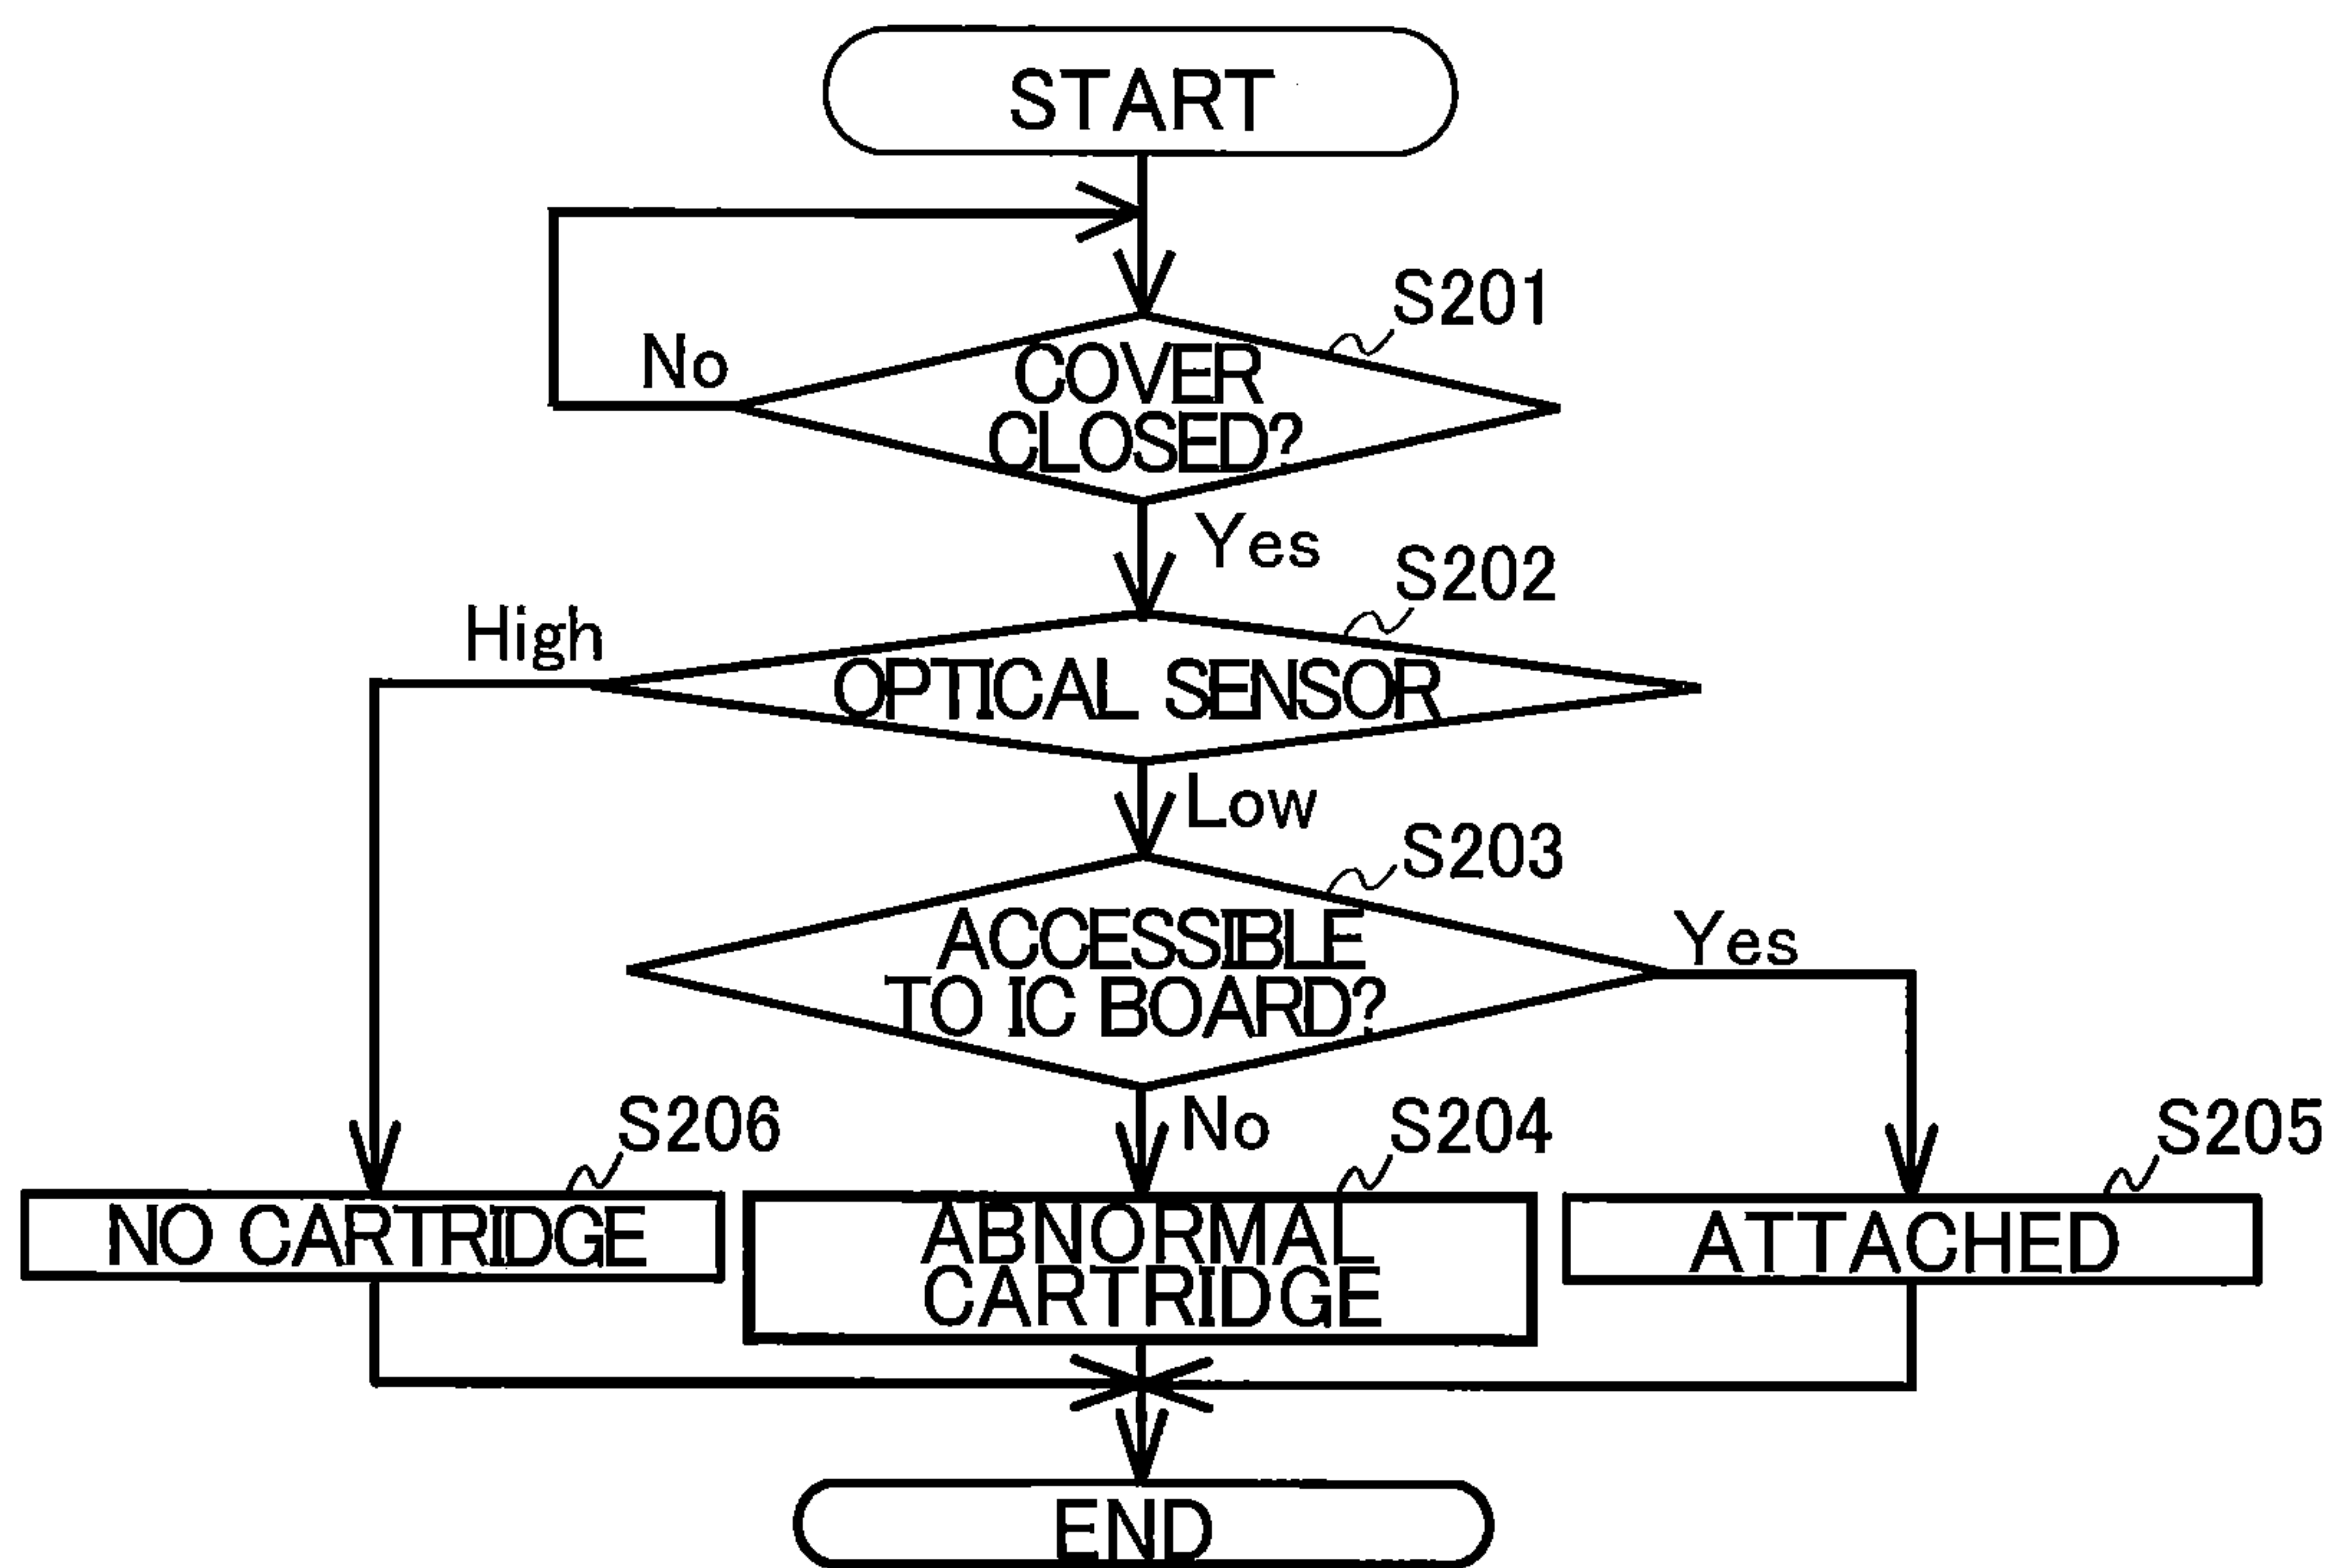 START
S201
No
COVER
CLOSED?
Yes
S202
High
OPTICAL SENSOR
Low
S203
ACCESSIBLE
TO IC BOARD?
Yes
No
S206
S204
S205
NO CARTRIDGE
ABNORMAL
CARTRIDGE
ATTACHED
END